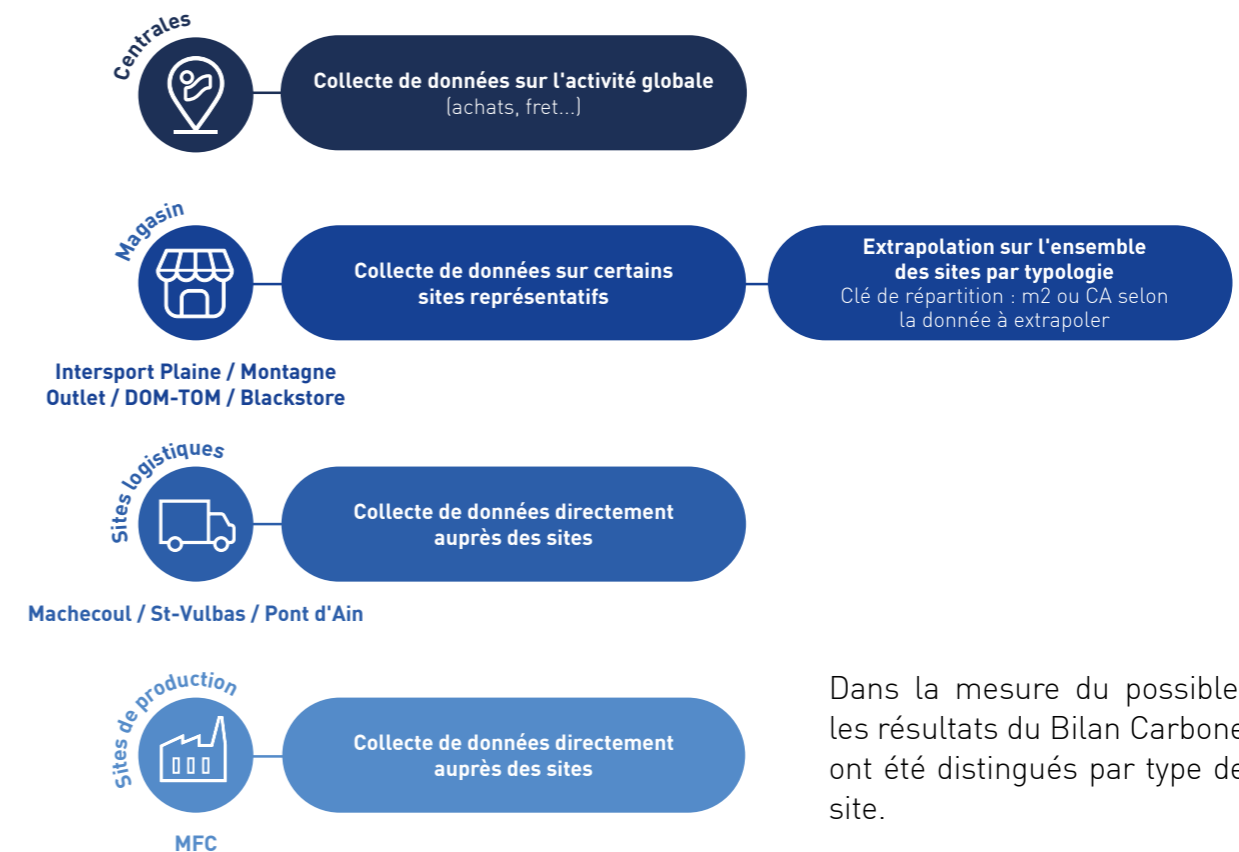 Centrales
Collecte de données sur l'activité globale
(achats, fret...)
Magasin
Collecte de données sur certains
sites représentatifs
Extrapolation sur l'ensemble
des sites par typologie
Clé de répartition : m2 ou CA selon
la donnée à extrapoler
Intersport Plaine / Montagne
Outlet / DOM-TOM / Blackstore
Sites logistiques
Collecte de données directement
auprès des sites
Machecoul / St-Vulbas / Pont d'Ain
Sites de production
Collecte de données directement
auprès des sites
MFC
Dans la mesure du possible
les résultats du Bilan Carbone
ont été distingués par type de
site.